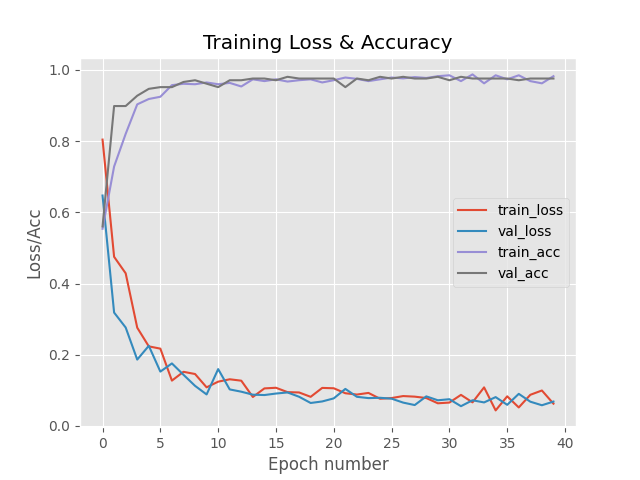 Training Loss & Accuracy
1.0
0.8
0.6
0.4
0.2
0.0
Loss/Acc
train_loss
val_loss
train_acc
val_acc
0 5 10 15 20 25 30 35 40
Epoch number